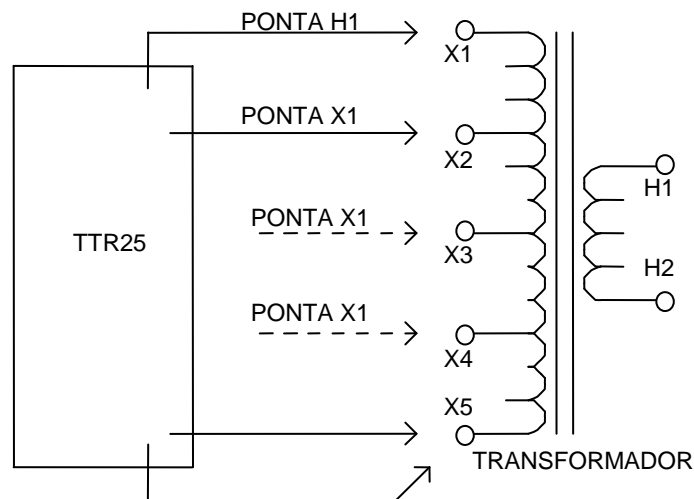 PONTA H1
X1
PONTA X1
X2
H1
PONTA X1
TTR25
X3
H2
PONTA X1
X4
X5
TRANSFORMADOR